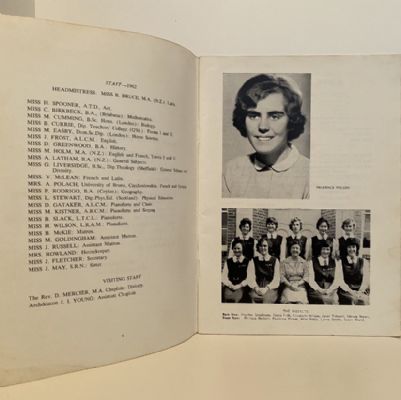 STAFF—1962
HEADMISTRESS: MISS H. BRUCE, M.A. (N.Z.) Latin.
MISS H. SPOONER, A.T.D., Art.
MISS C. BIRKBECK, B.A., (Brisbane) Mathematics.
MISS M. CUMMING, B.Sc. Hons. (London): Biology.
MISS B. CURRIE, Dip. Teachers' College (Syd.) Forms I and II.
MISS M. EASBY, Dom.Sc.Dip. (London): Home Science.
MISS J. FROST, A.L.C.M. English.
MISS D. GREENWOOD, B.A. History.
MISS M. HOLM, M.A. (N.Z.) English and French, Forms I and II.
MISS A. LATHAM, B.A. (N.Z.): General Subjects.
MISS G. LIVERSIDGE, B.Sc., Dip Theology (Sheffield) General Science and
Divinity.
MISS V. McLEAN: French and Latin.
MRS. A. POLACH, University of Bruno, Czechoslovakia. French and German
MISS P. RODRIGO, B.A. (Ceylon): Geography.
MISS L. STEWART, Dip.Phys.Ed. (Scotland): Physical Education
MISS D. GATAKER, A.L.C.M. Pianoforte and Choir.
MISS M. KISTNER, A.R.C.M.: Pianoforte and Singing
MISS B. SLACK, L.T.C.L.: Pianoforte.
MISS H. WILSON, L.R.A.M. Pianoforte.
MISS B. McKIE: Matron.
MISS M. GOLDINGHAM: Assistant Matron.
MISS J. RUSSELL: Assistant Matron.
MRS. ROWLAND: Housekeeper.
MISS J. FLETCHER: Secretary
MISS J. MAY, S.R.N.: Sister.
VISITING STAFF
The Rev. D. MERCIER, M.A. Chaplain: Divinity.
Archdeacon J. I. YOUNG: Assistant Chaplain
THE PREFECTS